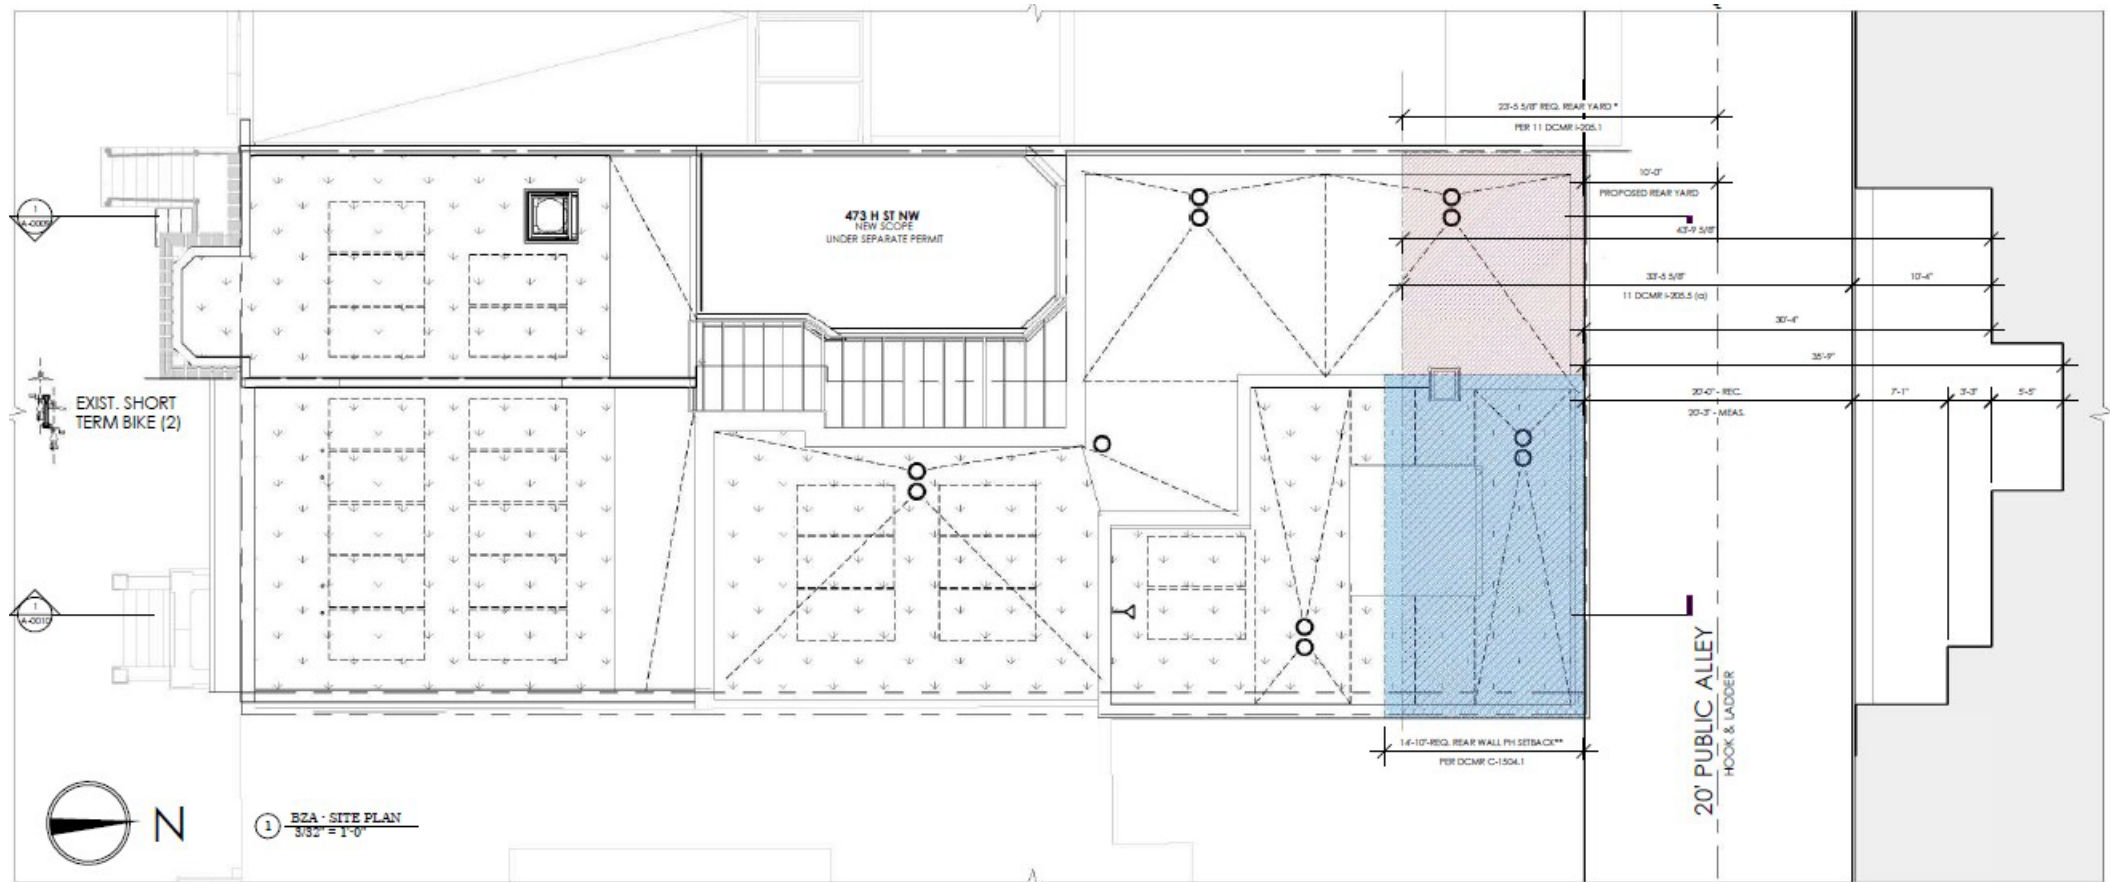 23'-5 5/8" REQ. REAR YARD *
PER 11 DCMR I-205.1
10'-0"
PROPOSED REAR YARD
1
A-0009
473 H ST NW
NEW SCOPE
UNDER SEPARATE PERMIT
43'-9 5/8"
33'-5 5/8"
10'-4"
11 DCMR I-205.5 (a)
30'-4"
35'-9"
EXIST. SHORT
TERM BIKE (2)
20'-0" - REC.
7'-1"
3'-3"
5'-5"
20'-3" - MEAS.
1
A-0010
20' PUBLIC ALLEY
HOOK & LADDER
14'-10"-REQ. REAR WALL PH SETBACK**
PER DCMR C-1504.1
N
1
BZA - SITE PLAN
3/32" = 1'-0"